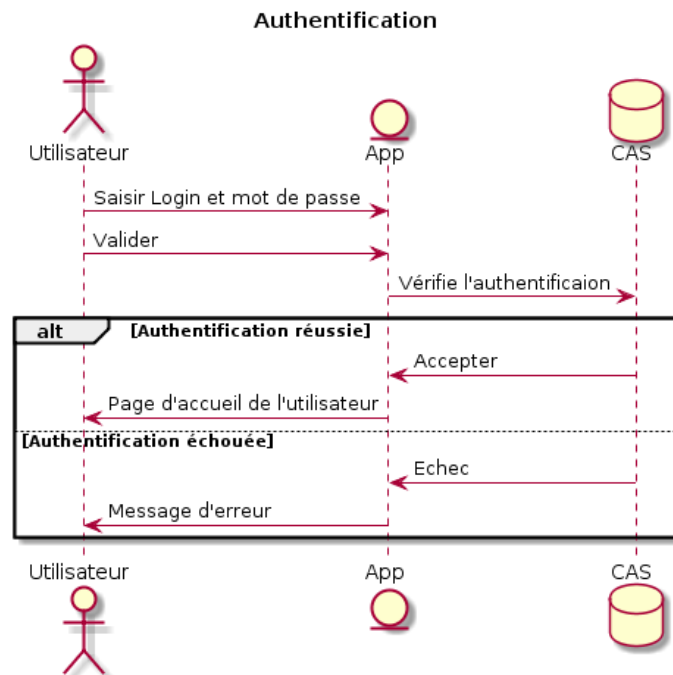 Authentification
Utilisateur
App
CAS
Saisir Login et mot de passe
Valider
Vérifie l'authentificaion
alt
[Authentification réussie]
Accepter
Page d'accueil de l'utilisateur
[Authentification échouée]
Echec
Message d'erreur
Utilisateur
App
CAS